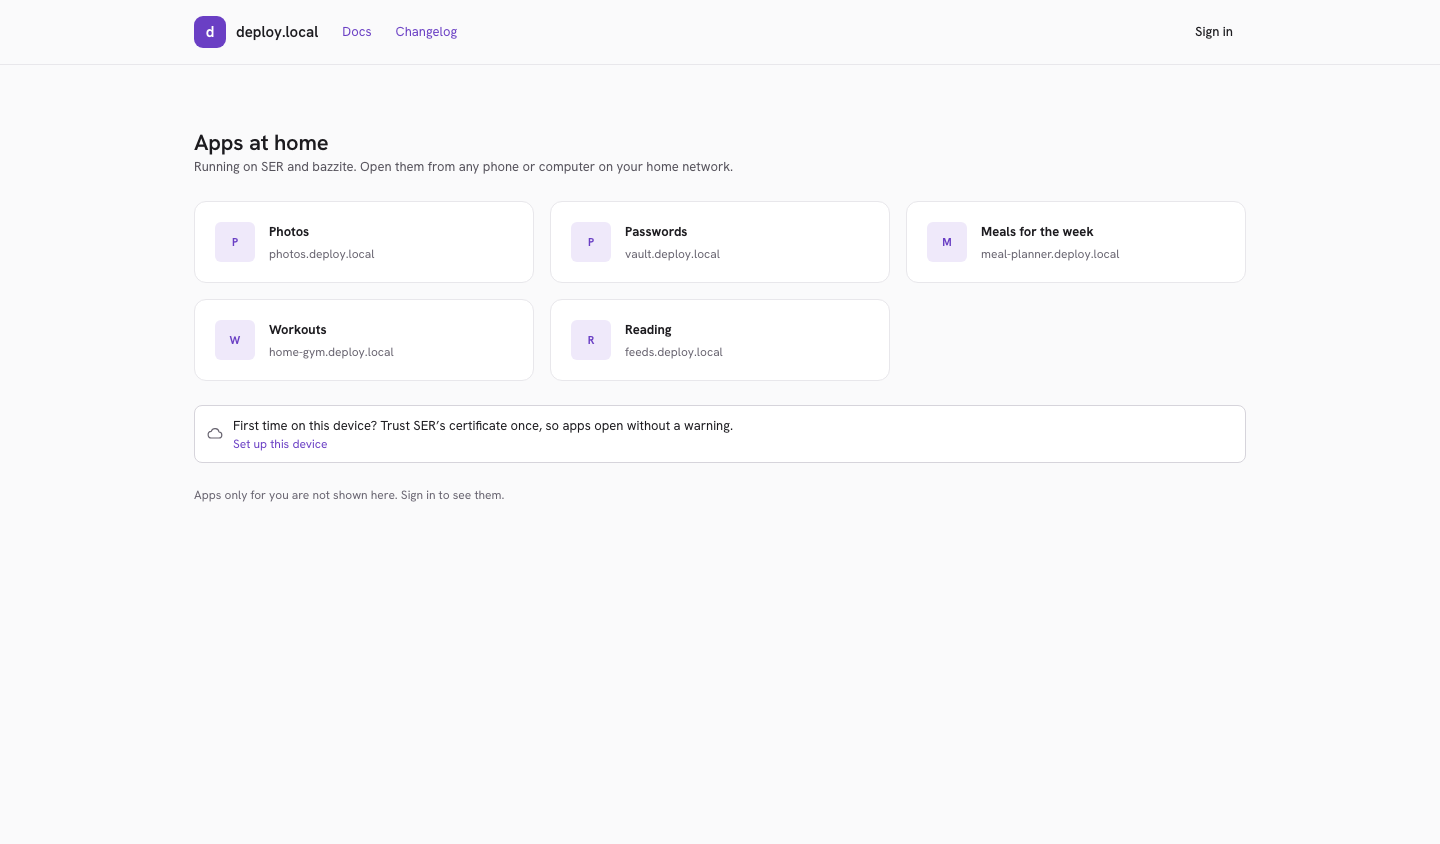 d deploy.local Docs Changelog Sign in
Apps at home
Running on SER and bazzite. Open them from any phone or computer on your home network.
P Photos
photos.deploy.local
P Passwords
vault.deploy.local
M Meals for the week
meal-planner.deploy.local
W Workouts
home-gym.deploy.local
R Reading
feeds.deploy.local
First time on this device? Trust SER’s certificate once, so apps open without a warning.
Set up this device
Apps only for you are not shown here. Sign in to see them.